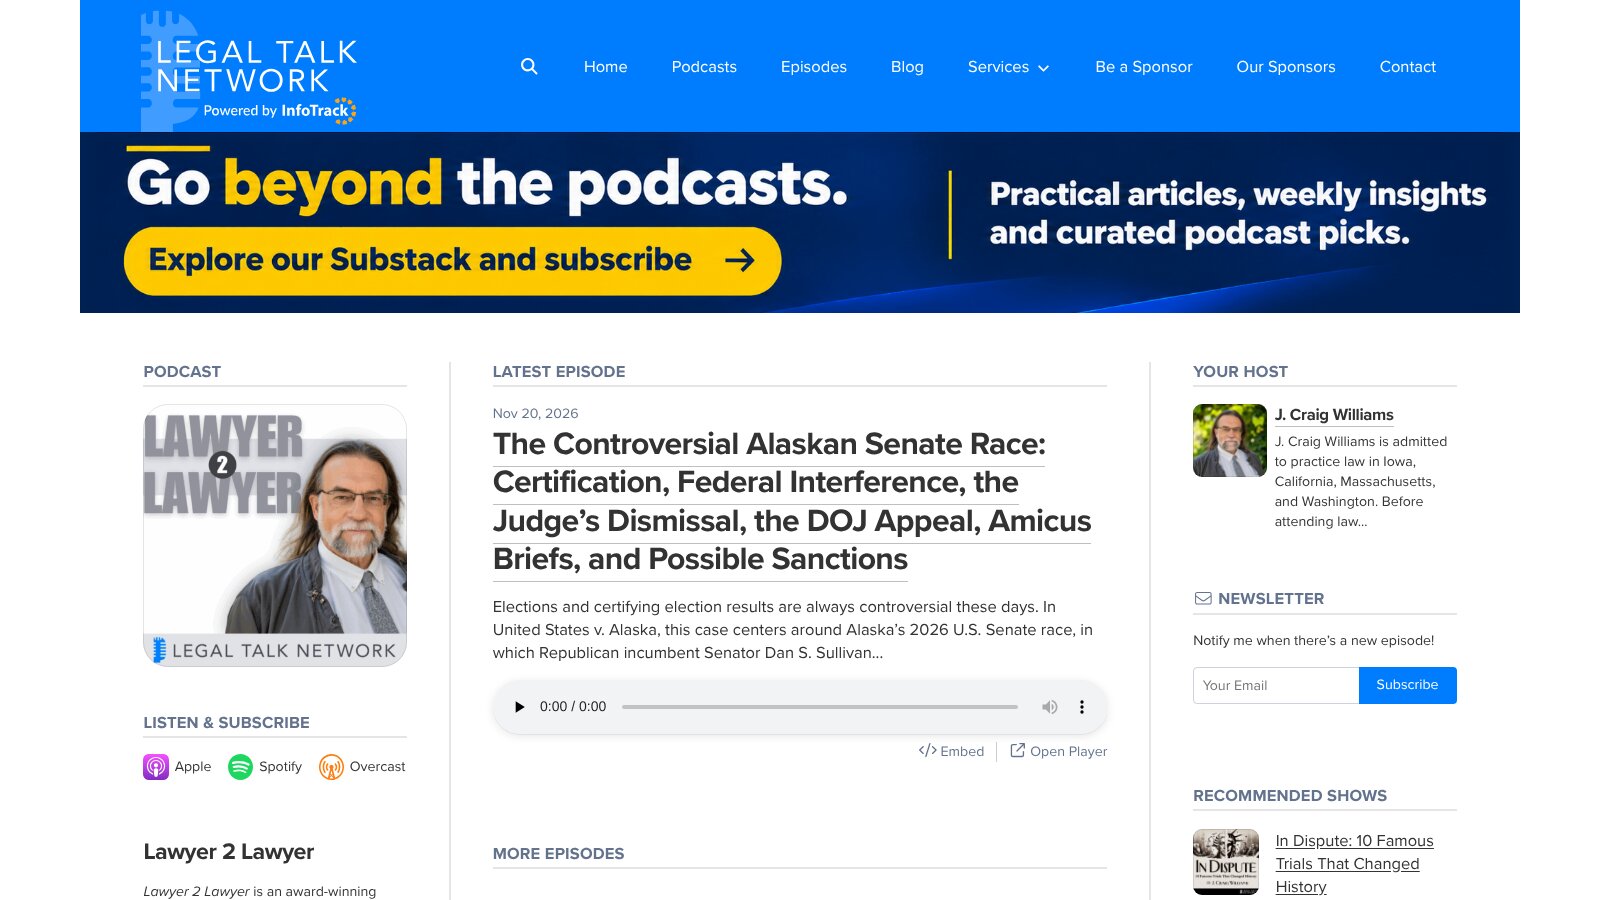 LEGAL TALK
NETWORK
Powered by InfoTrack
Home Podcasts Episodes Blog Services Be a Sponsor Our Sponsors Contact
Go beyond the podcasts.
Explore our Substack and subscribe
Practical articles, weekly insights
and curated podcast picks.
PODCAST
LAWYER
2
LAWYER
LEGAL TALK NETWORK
LISTEN & SUBSCRIBE
Apple Spotify Overcast
Lawyer 2 Lawyer
Lawyer 2 Lawyer is an award-winning
LATEST EPISODE
Nov 20, 2026
The Controversial Alaskan Senate Race:
Certification, Federal Interference, the
Judge’s Dismissal, the DOJ Appeal, Amicus
Briefs, and Possible Sanctions
Elections and certifying election results are always controversial these days. In
United States v. Alaska, this case centers around Alaska’s 2026 U.S. Senate race, in
which Republican incumbent Senator Dan S. Sullivan...
0:00 / 0:00
</> Embed Open Player
MORE EPISODES
YOUR HOST
J. Craig Williams
J. Craig Williams is admitted
to practice law in Iowa,
California, Massachusetts,
and Washington. Before
attending law...
NEWSLETTER
Notify me when there’s a new episode!
Your Email Subscribe
RECOMMENDED SHOWS
IN DISPUTE
In Dispute: 10 Famous
Trials That Changed
History